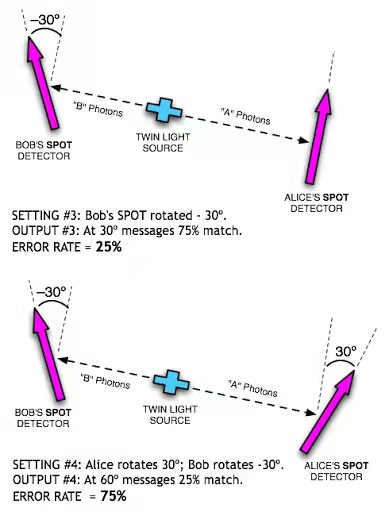 –30º
"B" Photons
"A" Photons
BOB'S SPOT
DETECTOR
TWIN LIGHT
SOURCE
ALICE'S SPOT
DETECTOR
SETTING #3: Bob's SPOT rotated - 30º.
OUTPUT #3: At 30º messages 75% match.
ERROR RATE = 25%
–30º
30º
"B" Photons
"A" Photons
BOB'S SPOT
DETECTOR
TWIN LIGHT
SOURCE
SETTING #4: Alice rotates 30º; Bob rotates -30º.
OUTPUT #4: At 60º messages 25% match.
ERROR RATE = 75%
ALICE'S SPOT
DETECTOR